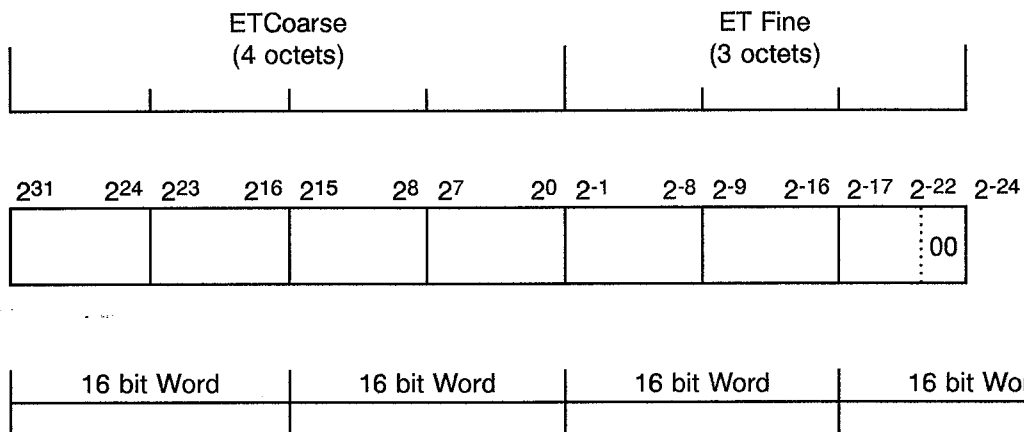 ETCoarse
(4 octets)
ET Fine
(3 octets)
2³¹ 2²⁴ 2²³ 2¹⁶ 2¹⁵ 2⁸ 2⁷ 2⁰ 2⁻¹ 2⁻⁸ 2⁻⁹ 2⁻¹⁶ 2⁻¹⁷ 2⁻²² 2⁻²⁴
00
16 bit Word 16 bit Word 16 bit Word 16 bit